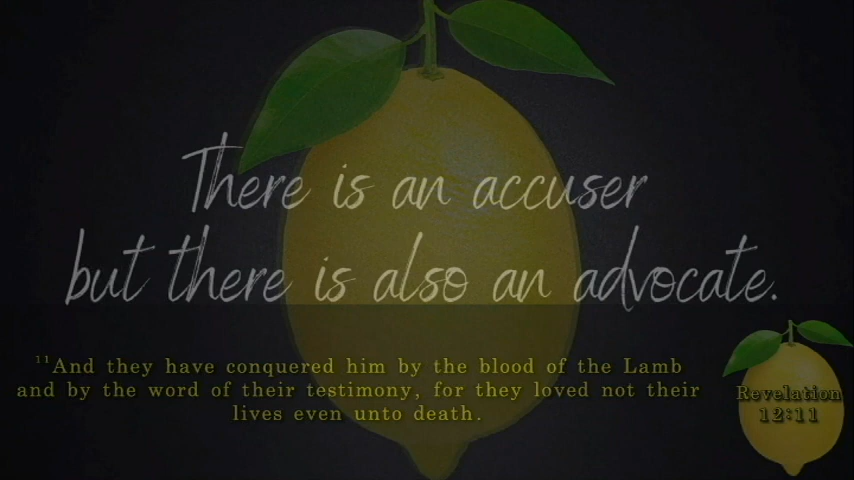 There is an accuser
but there is also an advocate.
¹¹And they have conquered him by the blood of the Lamb
and by the word of their testimony, for they loved not their
lives even unto death.
Revelation
12:11